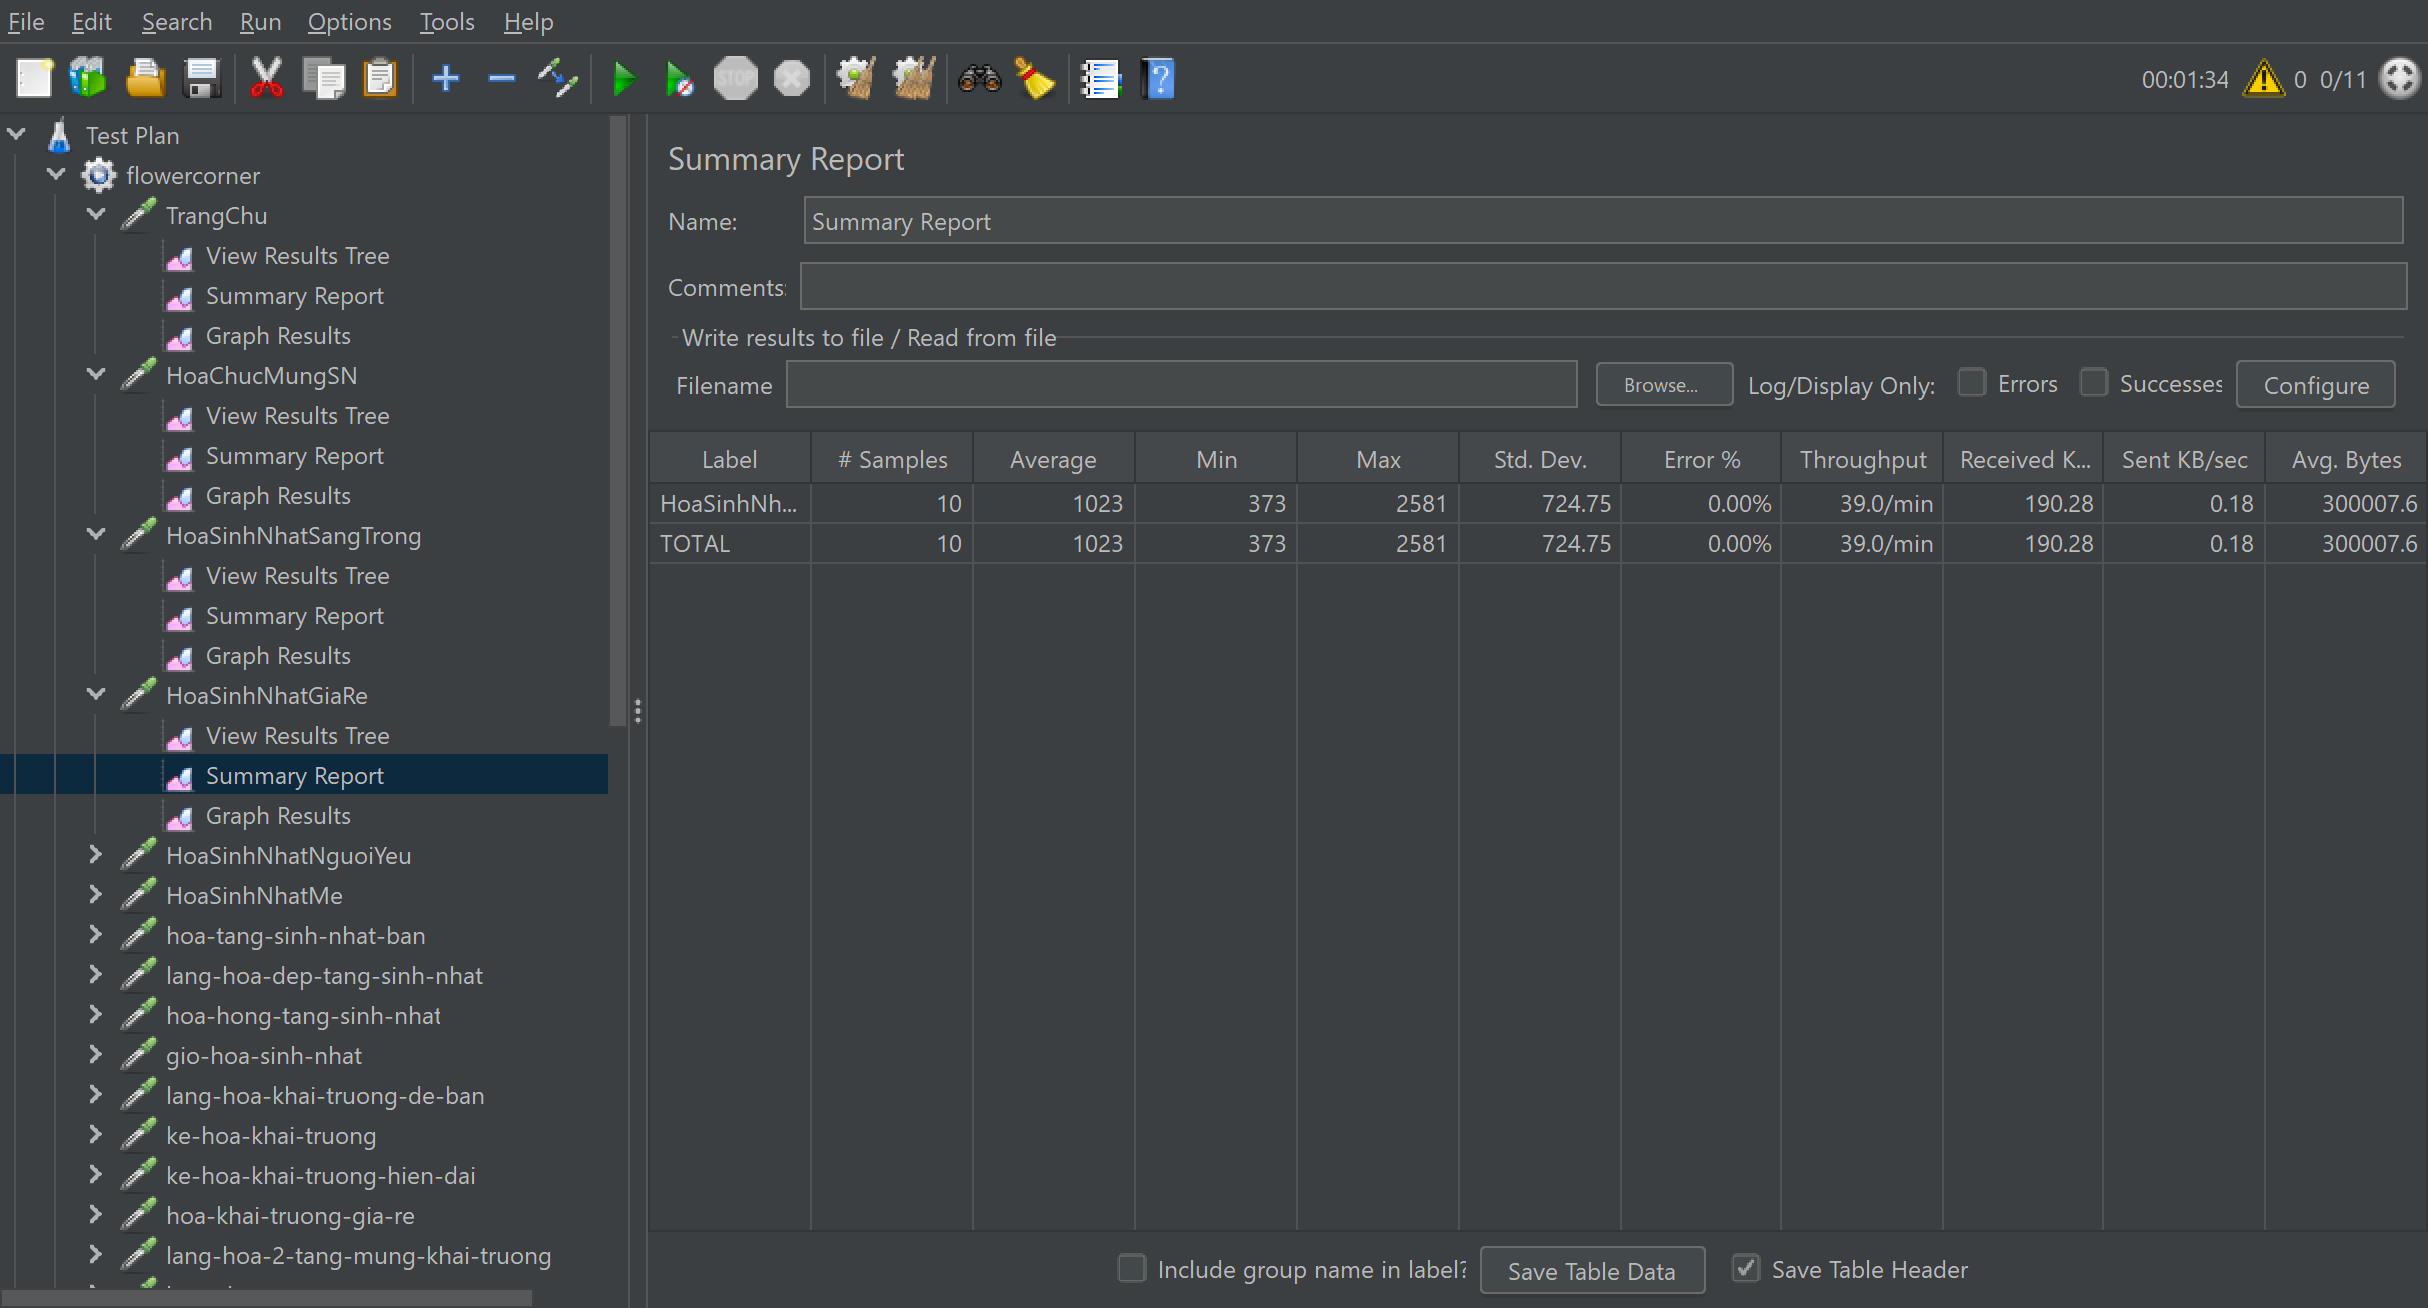 File Edit Search Run Options Tools Help
STOP
00:01:34 0 0/11
Test Plan
flowercorner
TrangChu
View Results Tree
Summary Report
Graph Results
HoaChucMungSN
View Results Tree
Summary Report
Graph Results
HoaSinhNhatSangTrong
View Results Tree
Summary Report
Graph Results
HoaSinhNhatGiaRe
View Results Tree
Summary Report
Graph Results
HoaSinhNhatNguoiYeu
HoaSinhNhatMe
hoa-tang-sinh-nhat-ban
lang-hoa-dep-tang-sinh-nhat
hoa-hong-tang-sinh-nhat
gio-hoa-sinh-nhat
lang-hoa-khai-truong-de-ban
ke-hoa-khai-truong
ke-hoa-khai-truong-hien-dai
hoa-khai-truong-gia-re
lang-hoa-2-tang-mung-khai-truong
Summary Report
Name: Summary Report
Comments:
Write results to file / Read from file
Filename Browse... Log/Display Only: Errors Successes Configure
Label # Samples Average Min Max Std. Dev. Error % Throughput Received K... Sent KB/sec Avg. Bytes
HoaSinhNh... 10 1023 373 2581 724.75 0.00% 39.0/min 190.28 0.18 300007.6
TOTAL 10 1023 373 2581 724.75 0.00% 39.0/min 190.28 0.18 300007.6
Include group name in label? Save Table Data Save Table Header